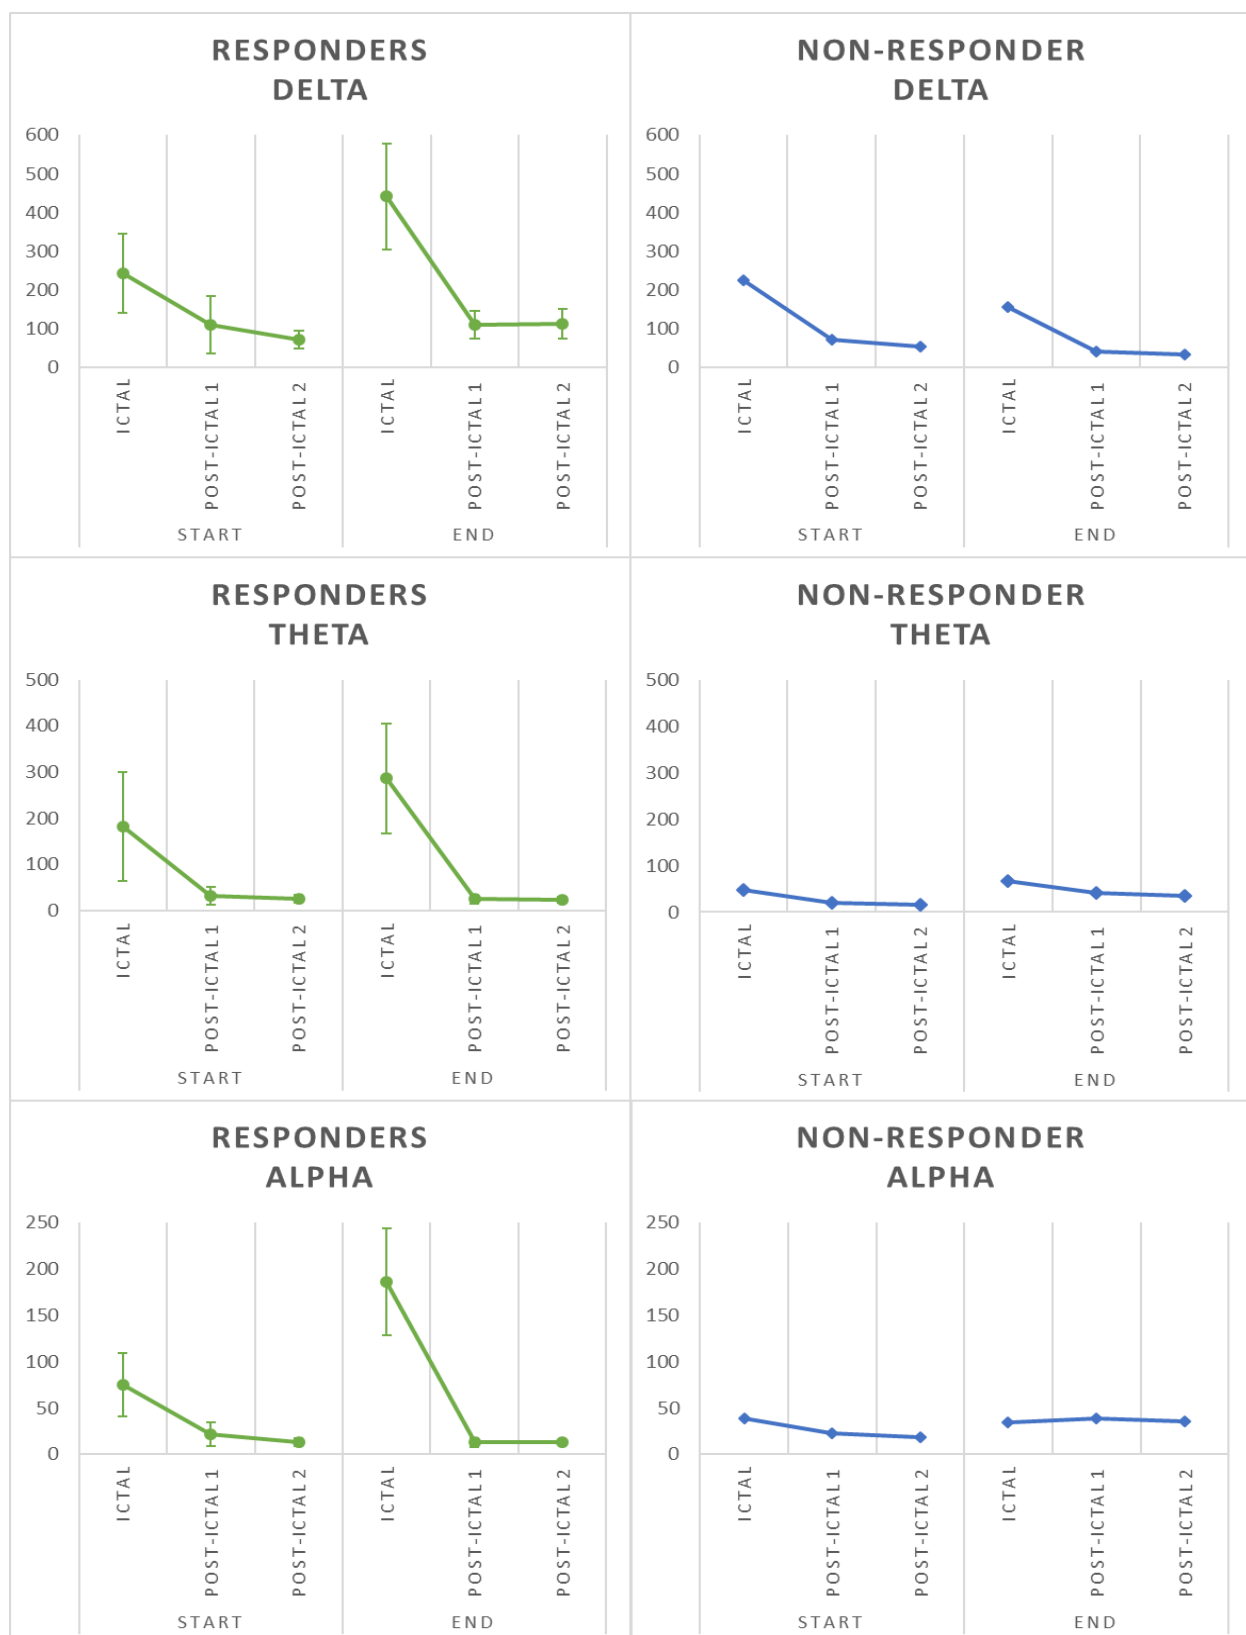 RESPONDERS
DELTA
600
500
400
300
200
100
0
ICTAL
POST-ICTAL 1
POST-ICTAL 2
ICTAL
POST-ICTAL 1
POST-ICTAL 2
START
END
NON-RESPONDER
DELTA
600
500
400
300
200
100
0
ICTAL
POST-ICTAL 1
POST-ICTAL 2
ICTAL
POST-ICTAL 1
POST-ICTAL 2
START
END
RESPONDERS
THETA
500
400
300
200
100
0
ICTAL
POST-ICTAL 1
POST-ICTAL 2
ICTAL
POST-ICTAL 1
POST-ICTAL 2
START
END
NON-RESPONDER
THETA
500
400
300
200
100
0
ICTAL
POST-ICTAL 1
POST-ICTAL 2
ICTAL
POST-ICTAL 1
POST-ICTAL 2
START
END
RESPONDERS
ALPHA
250
200
150
100
50
0
ICTAL
POST-ICTAL 1
POST-ICTAL 2
ICTAL
POST-ICTAL 1
POST-ICTAL 2
START
END
NON-RESPONDER
ALPHA
250
200
150
100
50
0
ICTAL
POST-ICTAL 1
POST-ICTAL 2
ICTAL
POST-ICTAL 1
POST-ICTAL 2
START
END